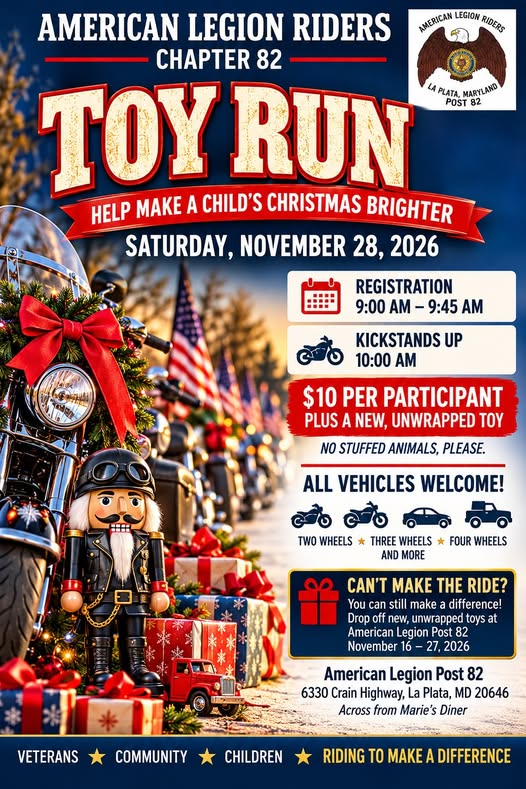 AMERICAN LEGION RIDERS
CHAPTER 82
AMERICAN LEGION RIDERS
LA PLATA, MARYLAND
POST 82
TOY RUN
HELP MAKE A CHILD'S CHRISTMAS BRIGHTER
SATURDAY, NOVEMBER 28, 2026
REGISTRATION
9:00 AM – 9:45 AM
KICKSTANDS UP
10:00 AM
$10 PER PARTICIPANT
PLUS A NEW, UNWRAPPED TOY
NO STUFFED ANIMALS, PLEASE.
ALL VEHICLES WELCOME!
TWO WHEELS ★ THREE WHEELS ★ FOUR WHEELS
AND MORE
CAN'T MAKE THE RIDE?
You can still make a difference!
Drop off new, unwrapped toys at
American Legion Post 82
November 16 – 27, 2026
American Legion Post 82
6330 Crain Highway, La Plata, MD 20646
Across from Marie's Diner
VETERANS ★ COMMUNITY ★ CHILDREN ★ RIDING TO MAKE A DIFFERENCE